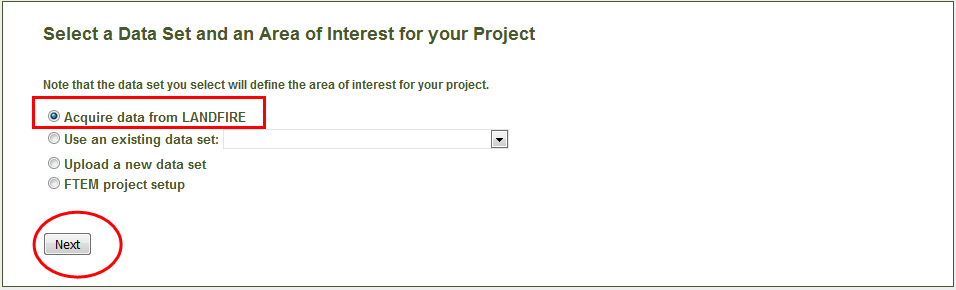 Select a Data Set and an Area of Interest for your Project
Note that the data set you select will define the area of interest for your project.
Acquire data from LANDFIRE
Use an existing data set:
Upload a new data set
FTEM project setup
Next